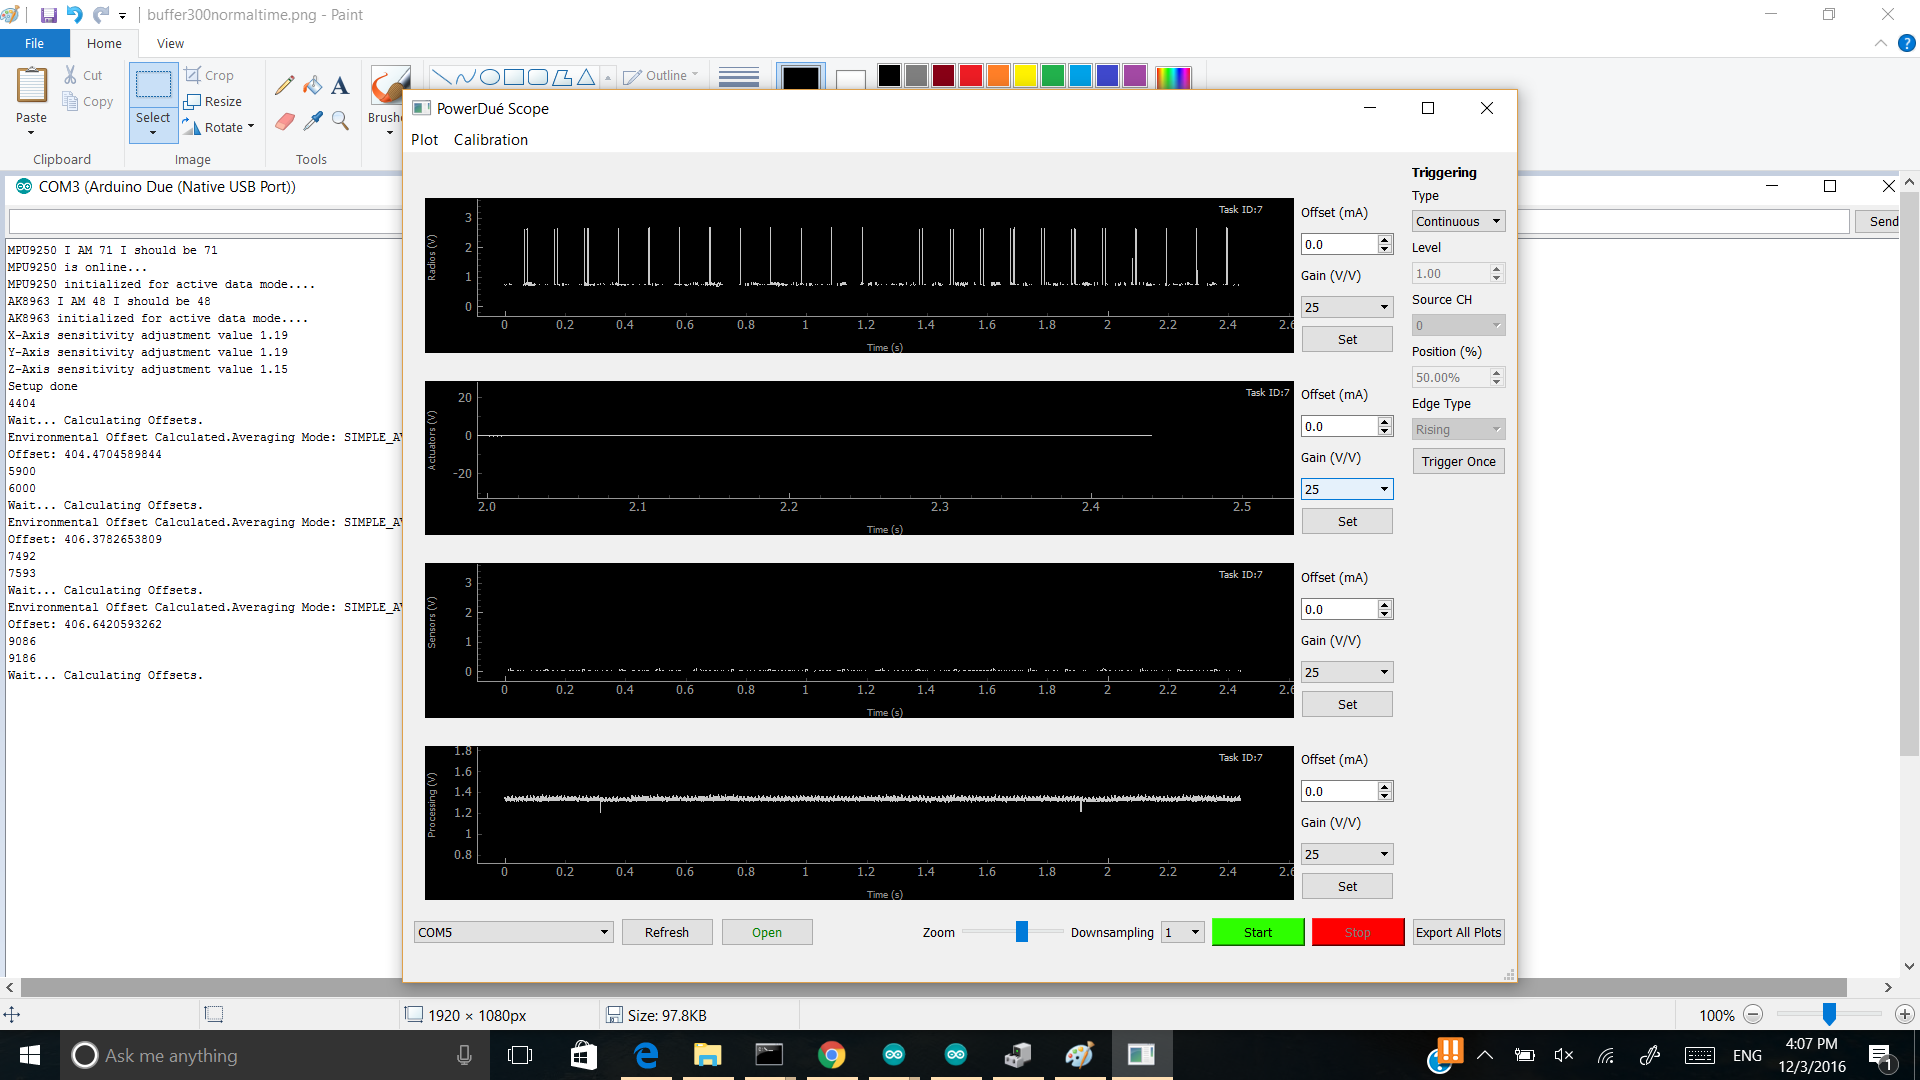 buffer300normaltime.png - Paint
File Home View
Cut
Copy
Paste
Clipboard
Select
Crop
Resize
Rotate
Image
Tools
Outline
COM3 (Arduino Due (Native USB Port))
Send
MPU9250 I AM 71 I should be 71
MPU9250 is online...
MPU9250 initialized for active data mode....
AK8963 I AM 48 I should be 48
AK8963 initialized for active data mode....
X-Axis sensitivity adjustment value 1.19
Y-Axis sensitivity adjustment value 1.19
Z-Axis sensitivity adjustment value 1.15
Setup done
4404
Wait... Calculating Offsets.
Environmental Offset Calculated.Averaging Mode: SIMPLE_AV
Offset: 404.4704589844
5900
6000
Wait... Calculating Offsets.
Environmental Offset Calculated.Averaging Mode: SIMPLE_AV
Offset: 406.3782653809
7492
7593
Wait... Calculating Offsets.
Environmental Offset Calculated.Averaging Mode: SIMPLE_AV
Offset: 406.6420593262
9086
9186
Wait... Calculating Offsets.
PowerDué Scope
Plot Calibration
Task ID:7
Radios (V)
3
2
1
0
0 0.2 0.4 0.6 0.8 1 1.2 1.4 1.6 1.8 2 2.2 2.4 2.6
Time (s)
Offset (mA)
0.0
Gain (V/V)
25
Set
Task ID:7
Actuators (V)
20
0
-20
2.0 2.1 2.2 2.3 2.4 2.5
Time (s)
Offset (mA)
0.0
Gain (V/V)
25
Set
Task ID:7
Sensors (V)
3
2
1
0
0 0.2 0.4 0.6 0.8 1 1.2 1.4 1.6 1.8 2 2.2 2.4 2.6
Time (s)
Offset (mA)
0.0
Gain (V/V)
25
Set
Task ID:7
Processing (V)
1.8
1.6
1.4
1.2
1
0.8
0 0.2 0.4 0.6 0.8 1 1.2 1.4 1.6 1.8 2 2.2 2.4 2.6
Time (s)
Offset (mA)
0.0
Gain (V/V)
25
Set
Triggering
Type
Continuous
Level
1.00
Source CH
0
Position (%)
50.00%
Edge Type
Rising
Trigger Once
COM5 Refresh Open Zoom Downsampling 1 Start Stop Export All Plots
1920 × 1080px Size: 97.8KB 100%
Ask me anything
ENG
4:07 PM
12/3/2016
1